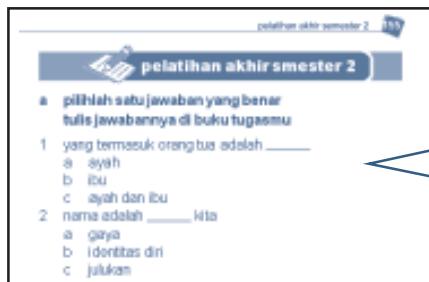 pelatihan akhir semester 2
pelatihan akhir smester 2
a pilihlah satu jawaban yang benar
tulis jawabannya di buku tugasmu
1 yang termasuk orang tua adalah ______
a ayah
b ibu
c ayah dan ibu
2 nama adalah ______ kita
a gaya
b identitas diri
c julukan